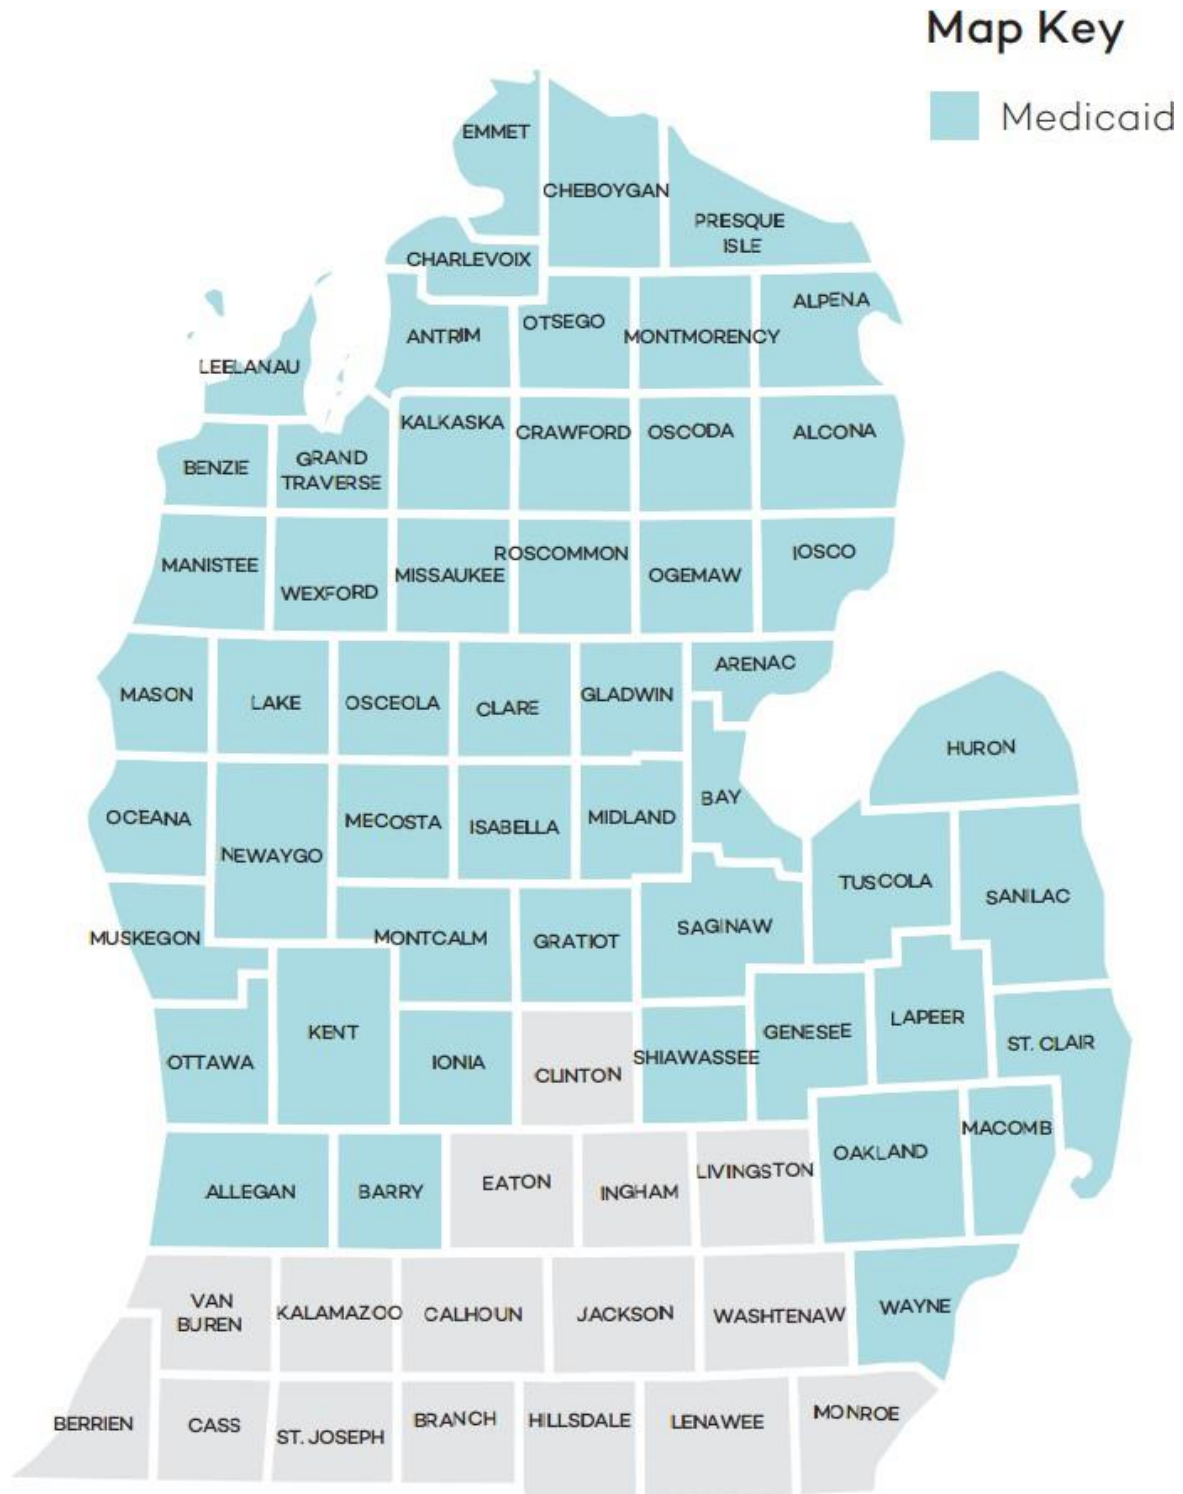 Map Key
Medicaid
EMMET
CHEBOYGAN
PRESQUE
ISLE
CHARLEVOIX
ALPENA
ANTRIM
OTSEGO
MONTMORENCY
LEELANAU
KALKASKA
CRAWFORD
OSCODA
ALCONA
BENZIE
GRAND
TRAVERSE
MANISTEE
WEXFORD
MISSAUKEE
ROSCOMMON
OGEMAW
IOSCO
MASON
LAKE
OSCEOLA
CLARE
GLADWIN
ARENAC
HURON
OCEANA
NEWAYGO
MECOSTA
ISABELLA
MIDLAND
BAY
TUSCOLA
SANILAC
MUSKEGON
MONTCALM
GRATIOT
SAGINAW
OTTAWA
KENT
IONIA
CLINTON
SHIAWASSEE
GENESEE
LAPEER
ST. CLAIR
ALLEGAN
BARRY
EATON
INGHAM
LIVINGSTON
OAKLAND
MACOMB
VAN
BUREN
KALAMAZOO
CALHOUN
JACKSON
WASHTENAW
WAYNE
BERRIEN
CASS
ST. JOSEPH
BRANCH
HILLSDALE
LENAWEE
MONROE